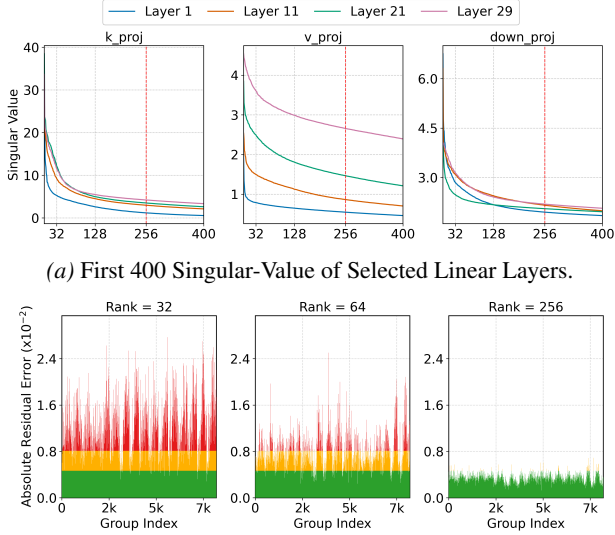 Layer 1 Layer 11 Layer 21 Layer 29
k_proj v_proj down_proj
Singular Value
40
30
20
10
0
32 128 256 400
4
3
2
1
32 128 256 400
6.0
4.5
3.0
32 128 256 400
(a) First 400 Singular-Value of Selected Linear Layers.
Rank = 32 Rank = 64 Rank = 256
Absolute Residual Error (x10⁻²)
2.4
1.6
0.8
0.0
0 2k 5k 7k
Group Index
2.4
1.6
0.8
0.0
0 2k 5k 7k
Group Index
2.4
1.6
0.8
0.0
0 2k 5k 7k
Group Index